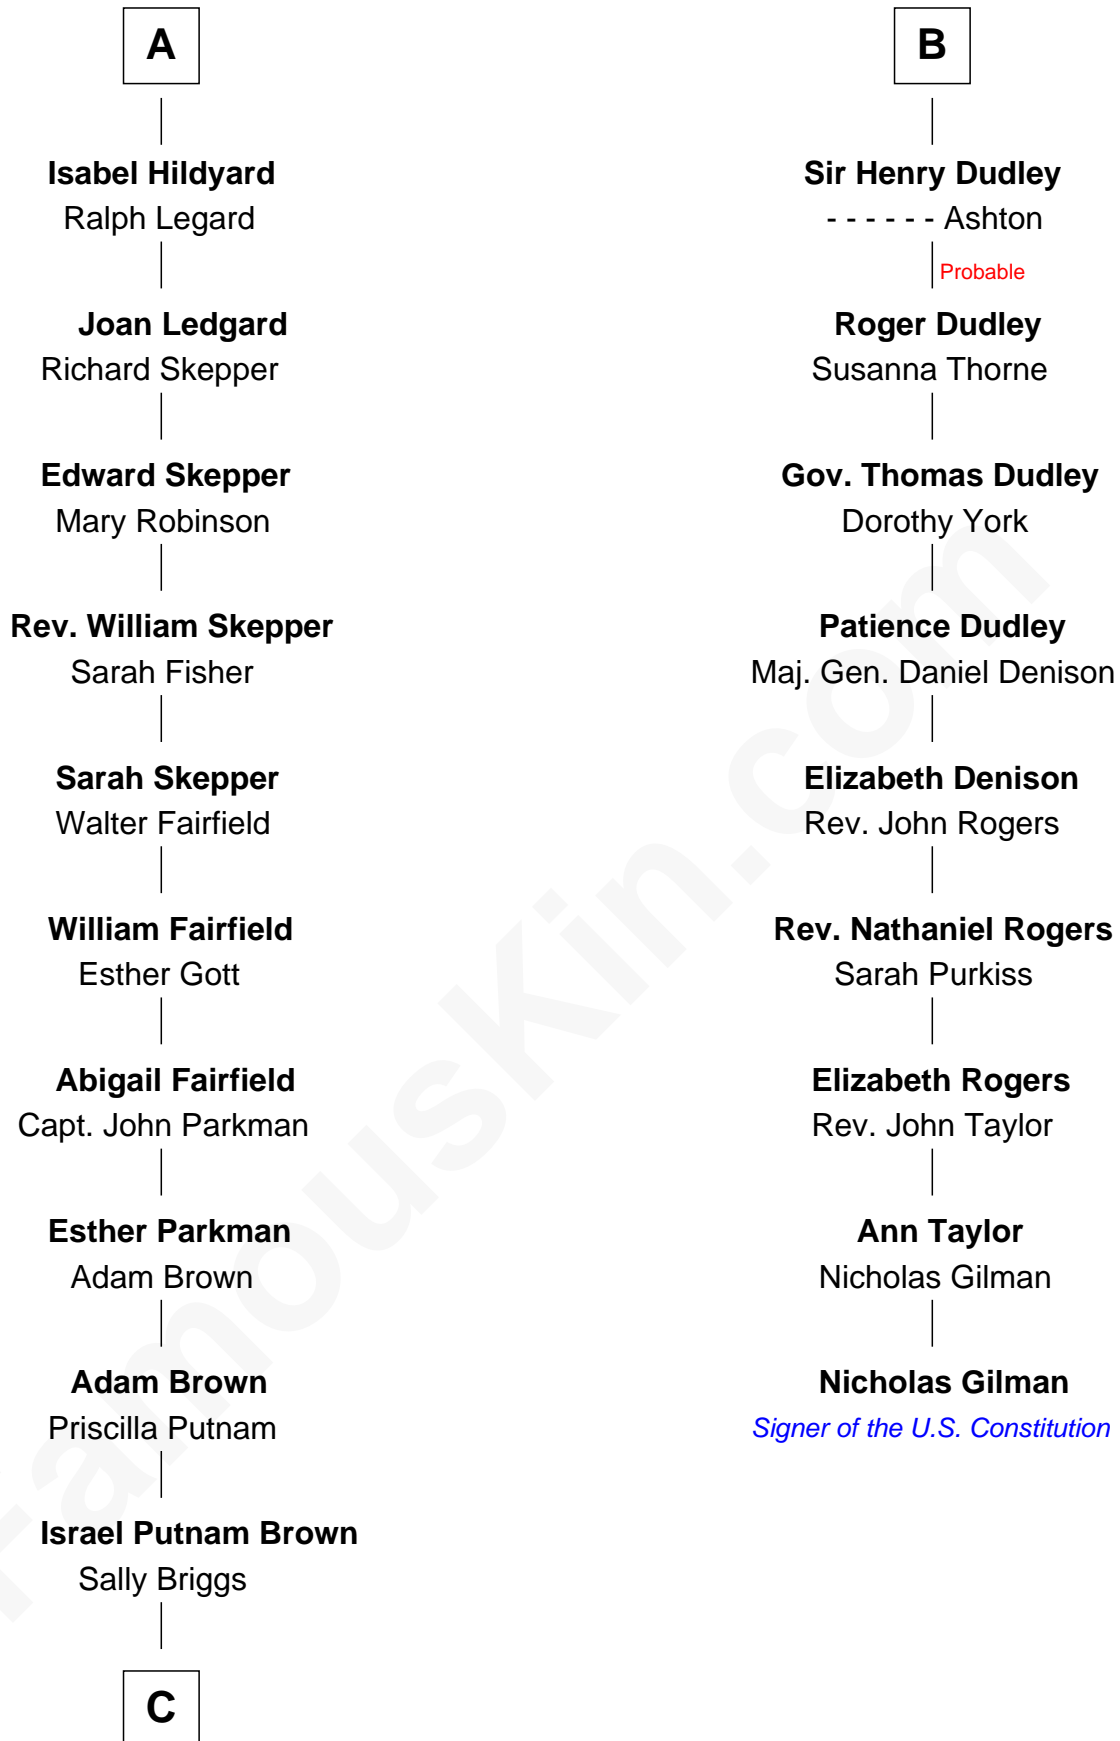 A
Isabel Hildyard
Ralph Legard
Joan Ledgard
Richard Skepper
Edward Skepper
Mary Robinson
Rev. William Skepper
Sarah Fisher
Sarah Skepper
Walter Fairfield
William Fairfield
Esther Gott
Abigail Fairfield
Capt. John Parkman
Esther Parkman
Adam Brown
Adam Brown
Priscilla Putnam
Israel Putnam Brown
Sally Briggs
C
B
Sir Henry Dudley
- - - - - - Ashton
Probable
Roger Dudley
Susanna Thorne
Gov. Thomas Dudley
Dorothy York
Patience Dudley
Maj. Gen. Daniel Denison
Elizabeth Denison
Rev. John Rogers
Rev. Nathaniel Rogers
Sarah Purkiss
Elizabeth Rogers
Rev. John Taylor
Ann Taylor
Nicholas Gilman
Nicholas Gilman
Signer of the U.S. Constitution
FamousKin.com